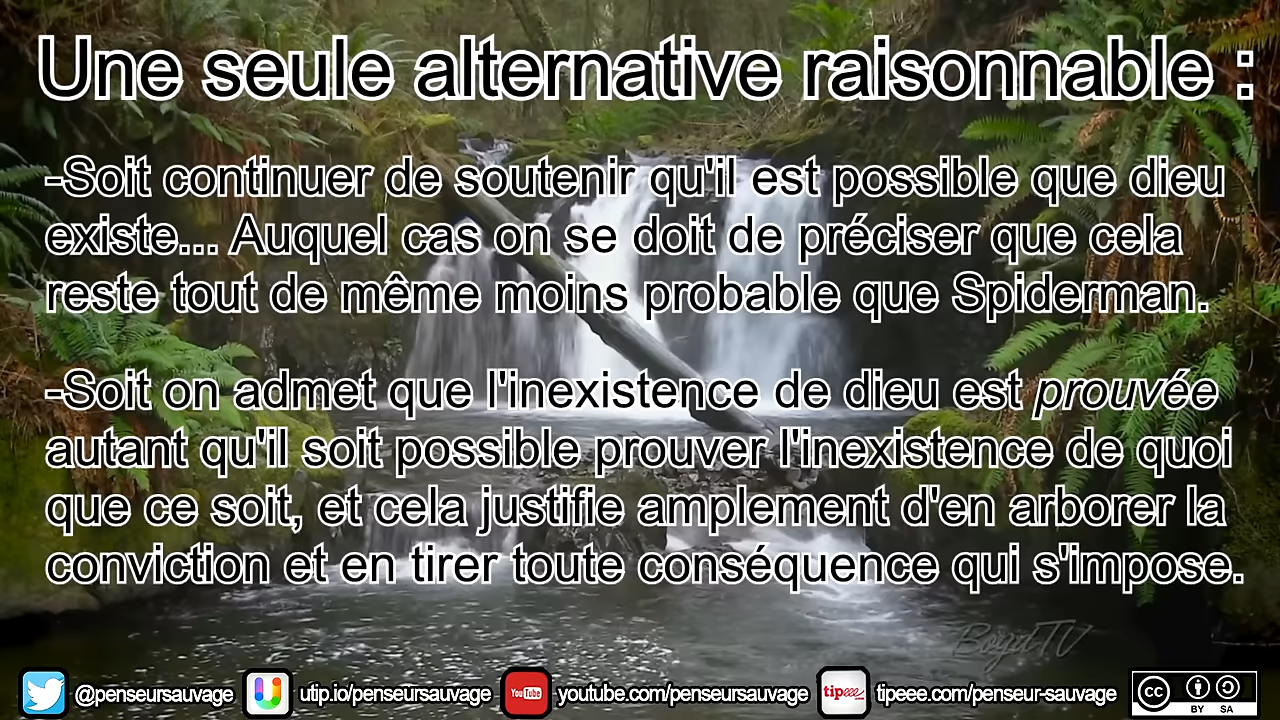 Une seule alternative raisonnable :
-Soit continuer de soutenir qu'il est possible que dieu
existe... Auquel cas on se doit de préciser que cela
reste tout de même moins probable que Spiderman.
-Soit on admet que l'inexistence de dieu est prouvée
autant qu'il soit possible prouver l'inexistence de quoi
que ce soit, et cela justifie amplement d'en arborer la
conviction et en tirer toute conséquence qui s'impose.
BoydTV
@penseursauvage utip.io/penseursauvage YouTube youtube.com/penseursauvage tipeee tipeee.com/penseur-sauvage cc
BY SA